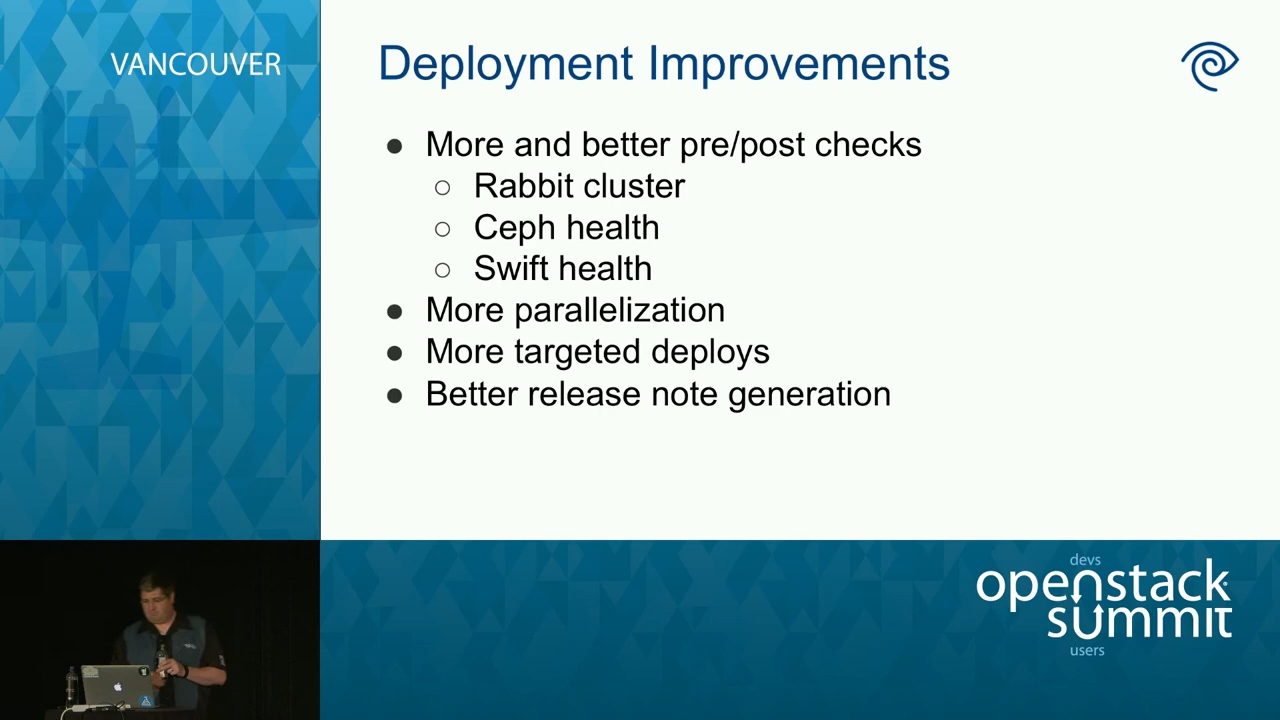 VANCOUVER
Deployment Improvements
● More and better pre/post checks
○ Rabbit cluster
○ Ceph health
○ Swift health
● More parallelization
● More targeted deploys
● Better release note generation
devs
openstack
summit
users